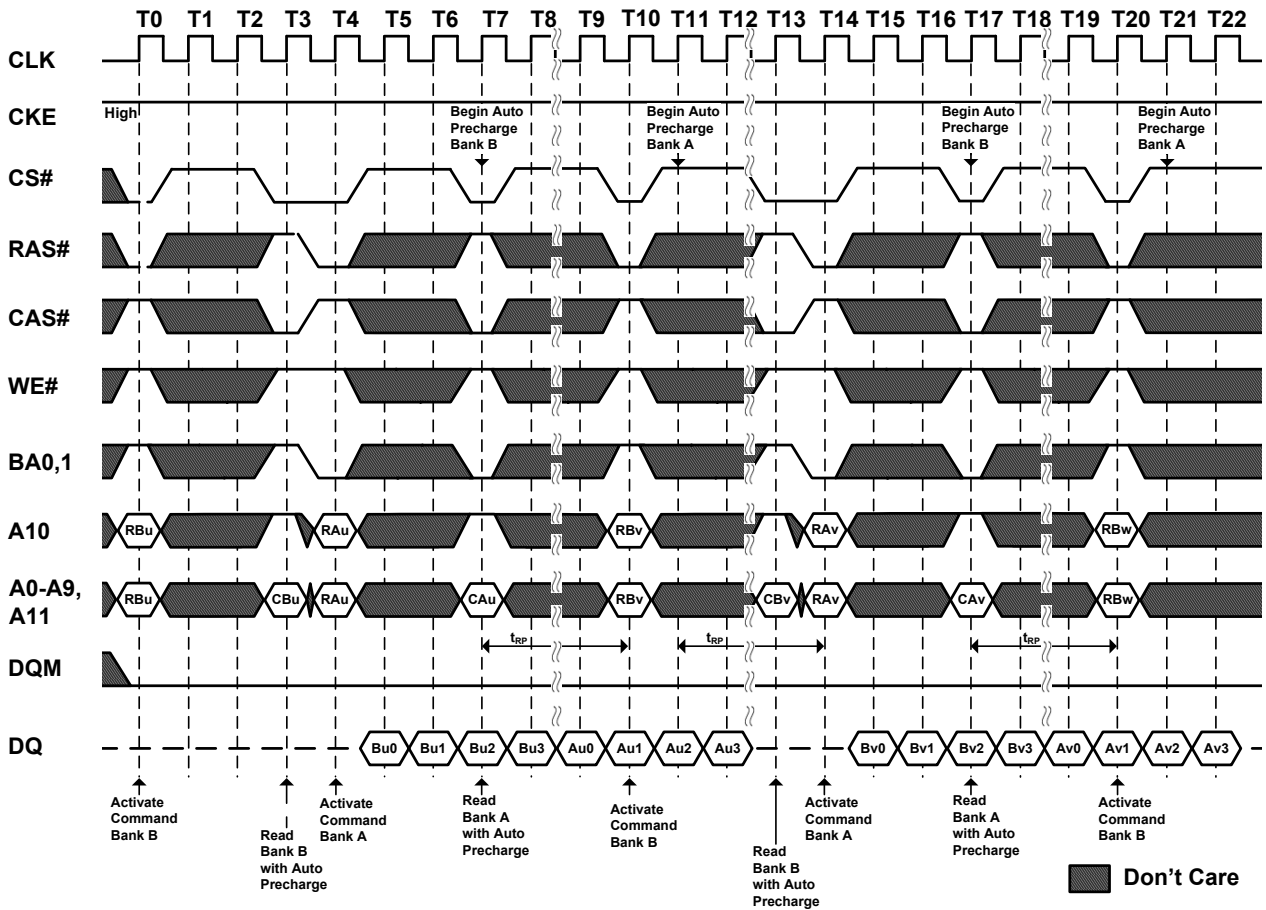 T0 T1 T2 T3 T4 T5 T6 T7 T8 T9 T10 T11 T12 T13 T14 T15 T16 T17 T18 T19 T20 T21 T22
CLK
CKE
High
Begin Auto
Precharge
Bank B
Begin Auto
Precharge
Bank A
Begin Auto
Precharge
Bank B
Begin Auto
Precharge
Bank A
CS#
RAS#
CAS#
WE#
BA0,1
A10
RBu RAu RBv RAv RBw
A0-A9,
A11
RBu CBu RAu CAu RBv CBv RAv CAv RBw
tRP tRP tRP
DQM
DQ
Bu0 Bu1 Bu2 Bu3 Au0 Au1 Au2 Au3 Bv0 Bv1 Bv2 Bv3 Av0 Av1 Av2 Av3
Activate
Command
Bank B
Read
Bank B
with Auto
Precharge
Activate
Command
Bank A
Read
Bank A
with Auto
Precharge
Activate
Command
Bank B
Read
Bank B
with Auto
Precharge
Activate
Command
Bank A
Read
Bank A
with Auto
Precharge
Activate
Command
Bank B
Don't Care